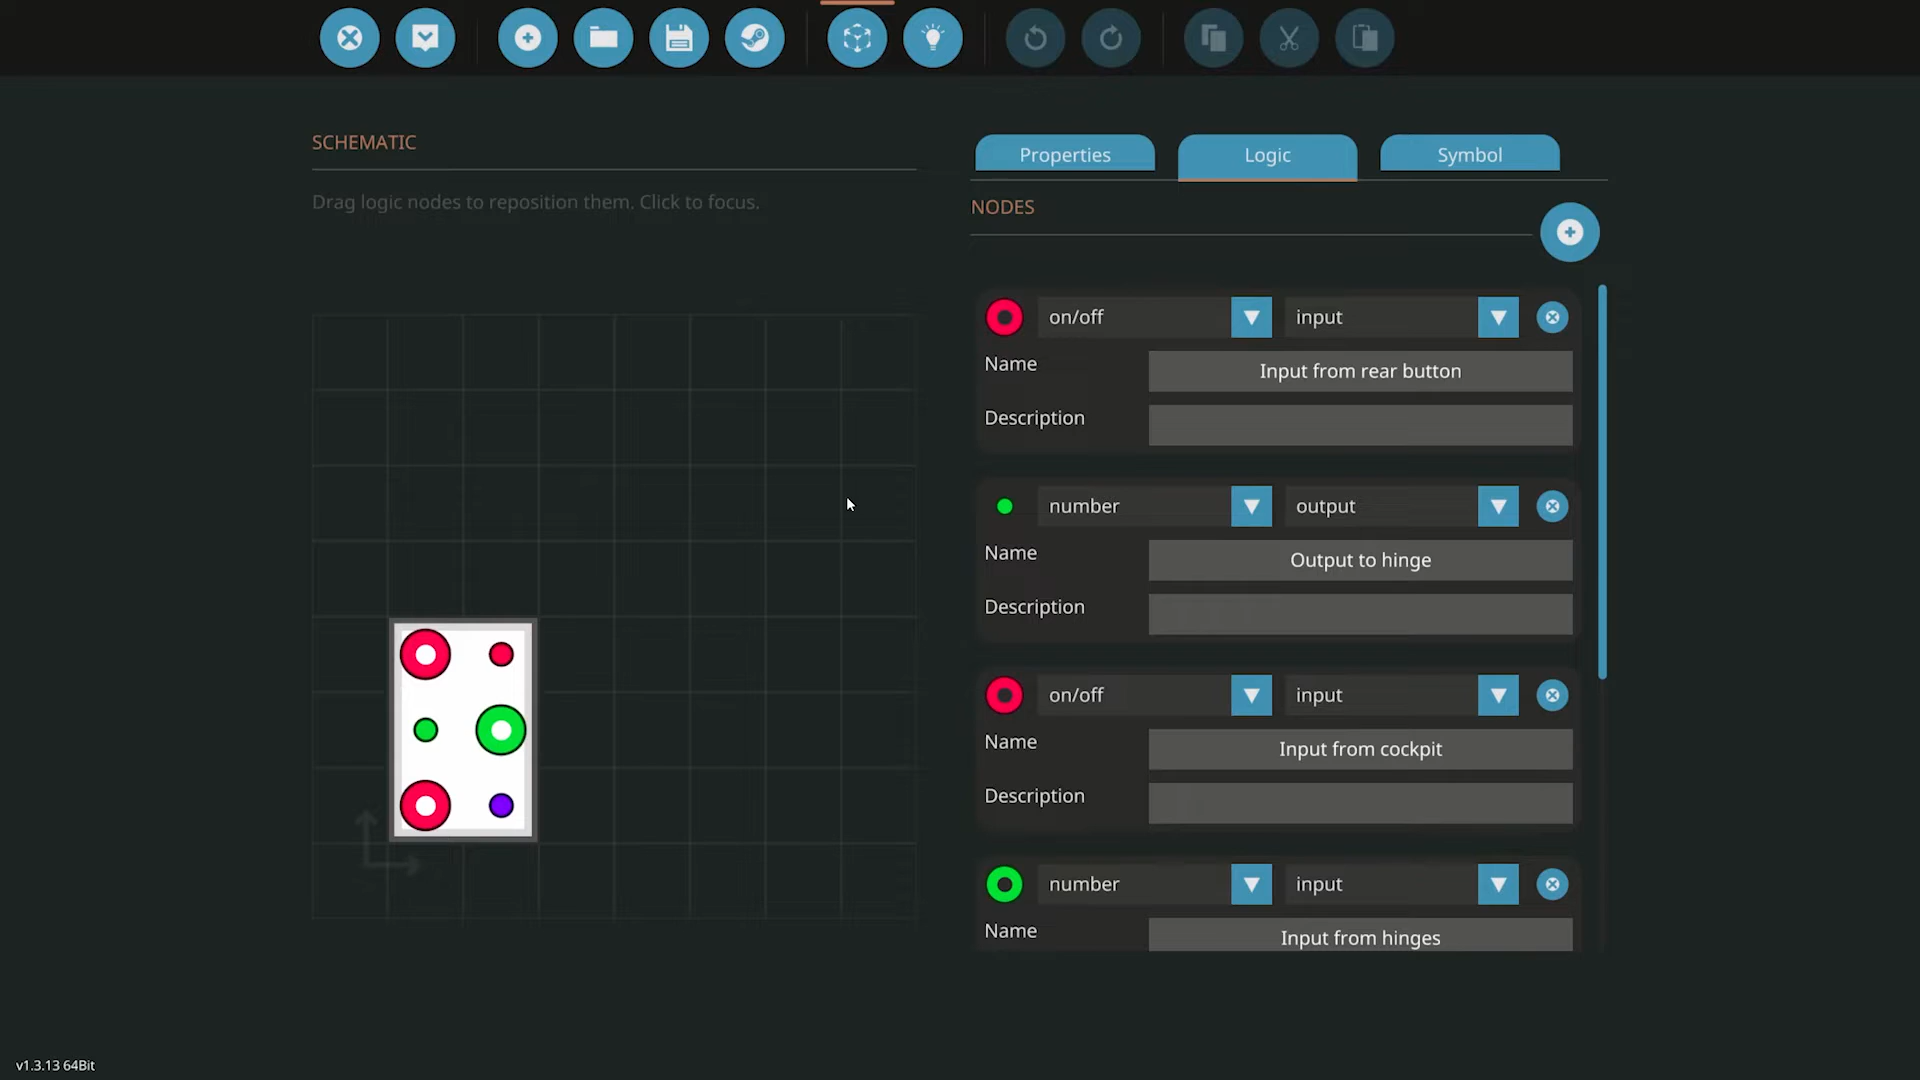 SCHEMATIC
Drag logic nodes to reposition them. Click to focus.
Properties
Logic
Symbol
NODES
on/off
input
Name
Input from rear button
Description
number
output
Name
Output to hinge
Description
on/off
input
Name
Input from cockpit
Description
number
input
Name
Input from hinges
v1.3.13 64Bit